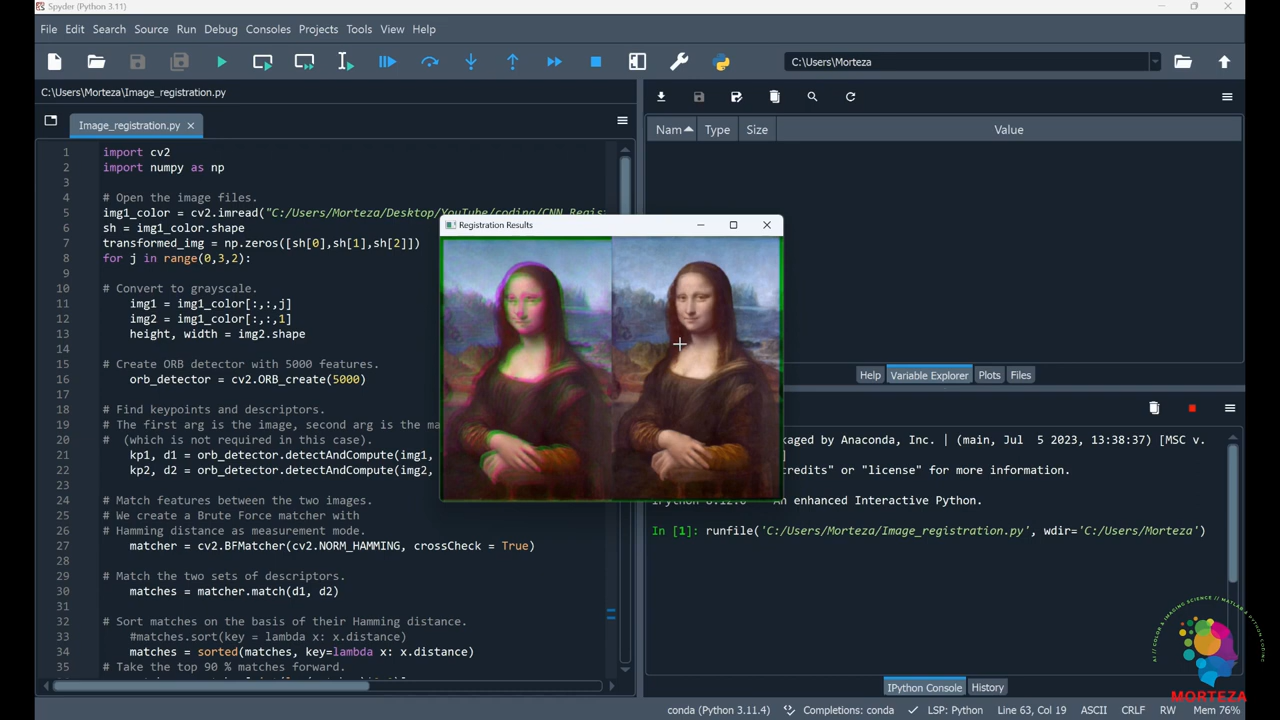 Spyder (Python 3.11)
File Edit Search Source Run Debug Consoles Projects Tools View Help
C:\Users\Morteza
C:\Users\Morteza\Image_registration.py
Image_registration.py
Nam Type Size Value
1 import cv2
2 import numpy as np
3
4 # Open the image files.
5 img1_color = cv2.imread("C:/Users/Morteza/Desktop/YouTube/coding/CNN_Regis
6 sh = img1_color.shape
7 transformed_img = np.zeros([sh[0],sh[1],sh[2]])
8 for j in range(0,3,2):
9
10 # Convert to grayscale.
11 img1 = img1_color[:,:,j]
12 img2 = img1_color[:,:,1]
13 height, width = img2.shape
14
15 # Create ORB detector with 5000 features.
16 orb_detector = cv2.ORB_create(5000)
17
18 # Find keypoints and descriptors.
19 # The first arg is the image, second arg is the ma
20 # (which is not required in this case).
21 kp1, d1 = orb_detector.detectAndCompute(img1,
22 kp2, d2 = orb_detector.detectAndCompute(img2,
23
24 # Match features between the two images.
25 # We create a Brute Force matcher with
26 # Hamming distance as measurement mode.
27 matcher = cv2.BFMatcher(cv2.NORM_HAMMING, crossCheck = True)
28
29 # Match the two sets of descriptors.
30 matches = matcher.match(d1, d2)
31
32 # Sort matches on the basis of their Hamming distance.
33 #matches.sort(key = lambda x: x.distance)
34 matches = sorted(matches, key=lambda x: x.distance)
35 # Take the top 90 % matches forward.
Registration Results
Help Variable Explorer Plots Files
kaged by Anaconda, Inc. | (main, Jul 5 2023, 13:38:37) [MSC v.
]
credits" or "license" for more information.
An enhanced Interactive Python.
In [1]: runfile('C:/Users/Morteza/Image_registration.py', wdir='C:/Users/Morteza')
IPython Console History
conda (Python 3.11.4) Completions: conda LSP: Python Line 63, Col 19 ASCII CRLF RW Mem 76%
AI // COLOR & IMAGING SCIENCE // MATLAB & PYTHON CODING
MORTEZA